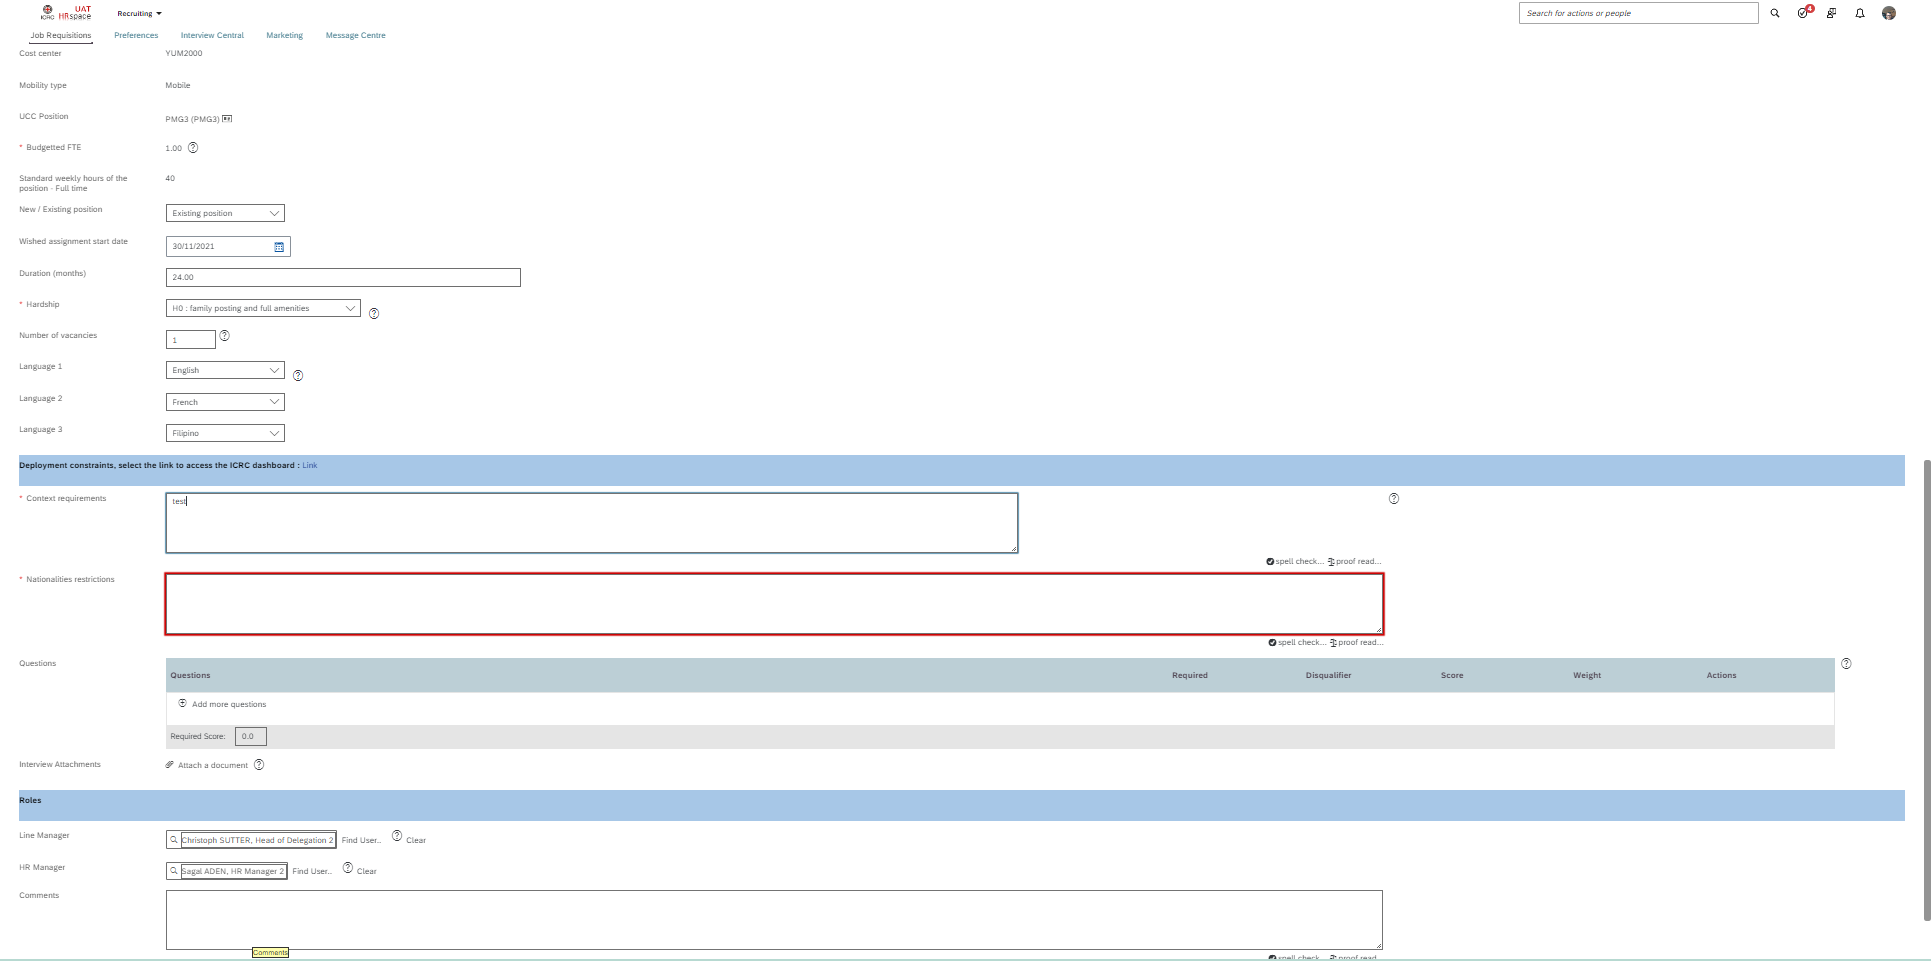 UAT
ICRC HRspace
Recruiting
Search for actions or people
4
Job Requisitions Preferences Interview Central Marketing Message Centre
Cost center YUM2000
Mobility type Mobile
UCC Position PMG3 (PMG3)
* Budgetted FTE 1.00 ?
Standard weekly hours of the 40
position - Full time
New / Existing position Existing position
Wished assignment start date 30/11/2021
Duration (months) 24.00
* Hardship H0 : family posting and full amenities ?
Number of vacancies 1 ?
Language 1 English ?
Language 2 French
Language 3 Filipino
Deployment constraints, select the link to access the ICRC dashboard : Link
* Context requirements test ?
spell check... proof read...
* Nationalities restrictions
spell check... proof read...
Questions ?
Questions Required Disqualifier Score Weight Actions
Add more questions
Required Score: 0.0
Interview Attachments Attach a document ?
Roles
Line Manager Christoph SUTTER, Head of Delegation 2 Find User... ? Clear
HR Manager Sagal ADEN, HR Manager 2 Find User... ? Clear
Comments
Comments
spell check... proof read...